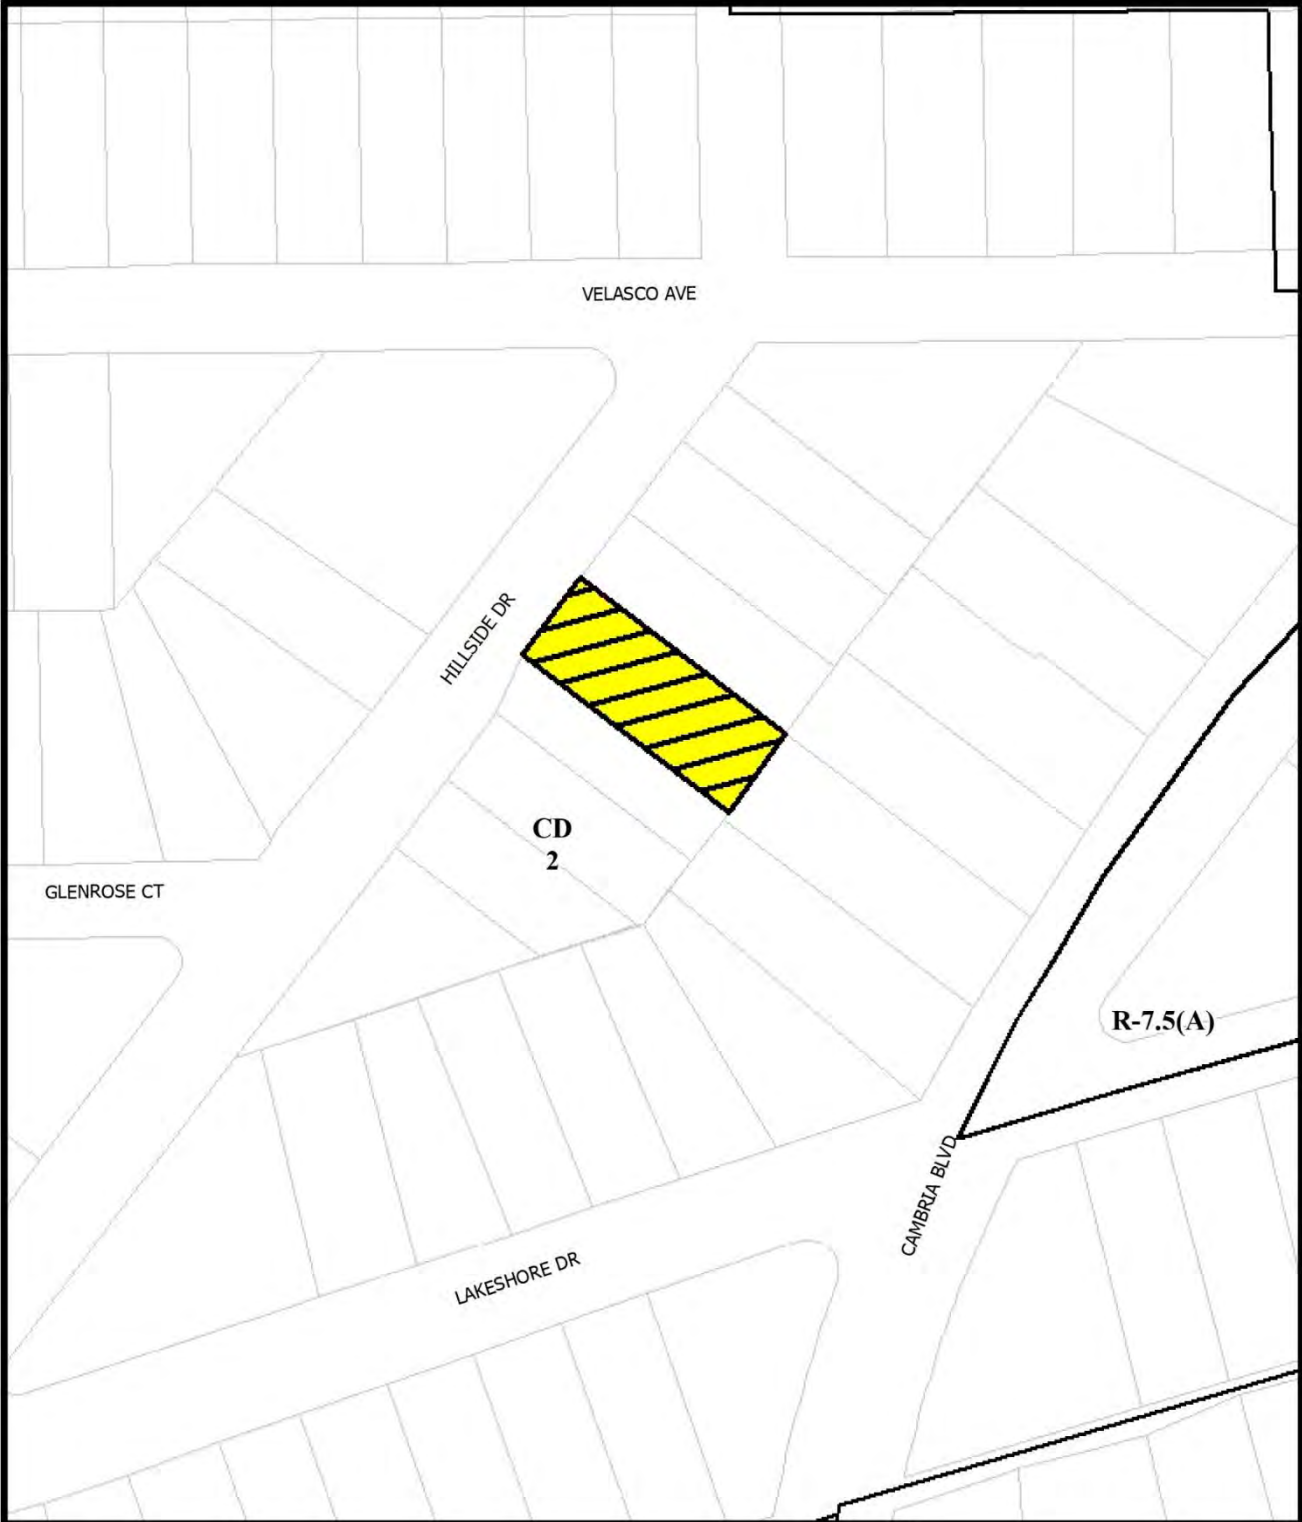 VELASCO AVE
HILLSIDE DR
CD
2
GLENROSE CT
R-7.5(A)
CAMBRIA BLVD
LAKESHORE DR